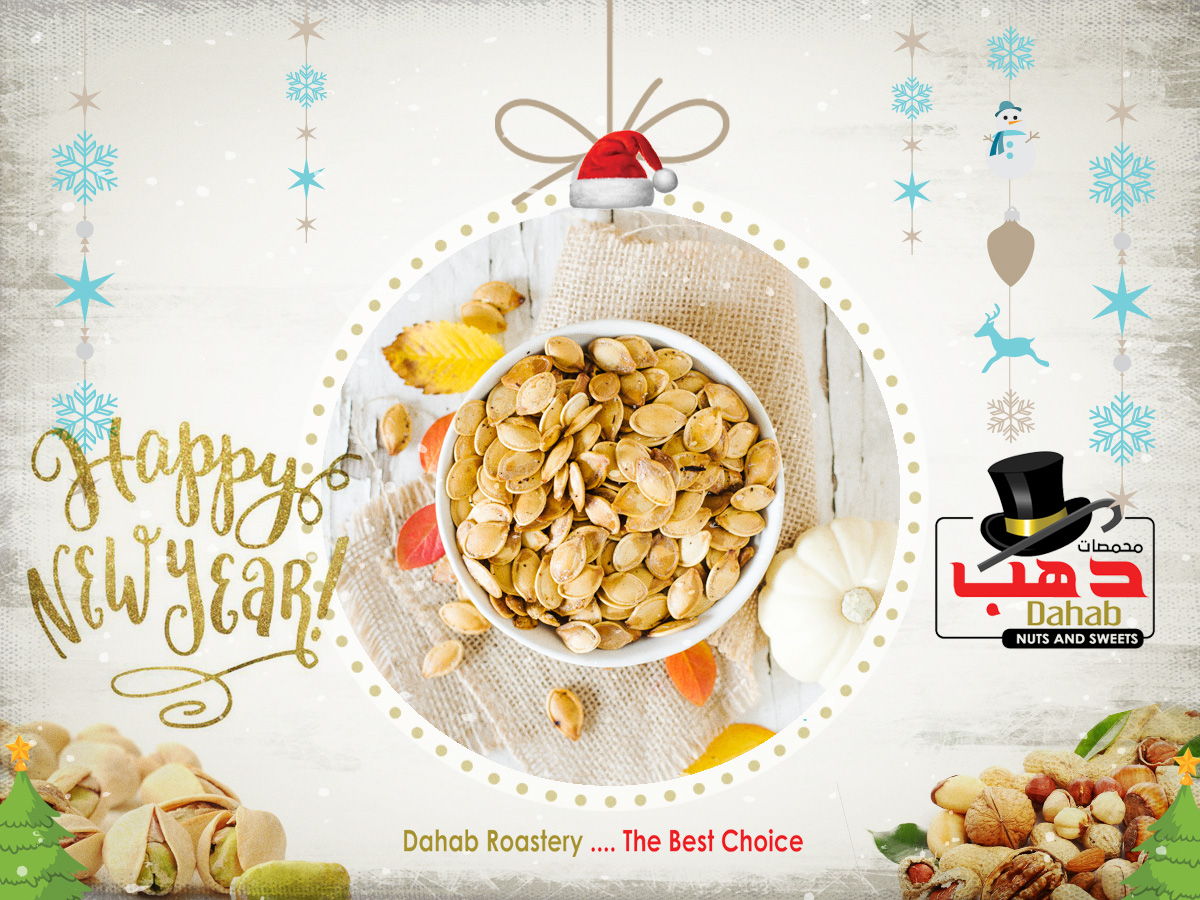 Happy
NEW YEAR!
محمصات
دهب
Dahab
NUTS AND SWEETS
Dahab Roastery .... The Best Choice